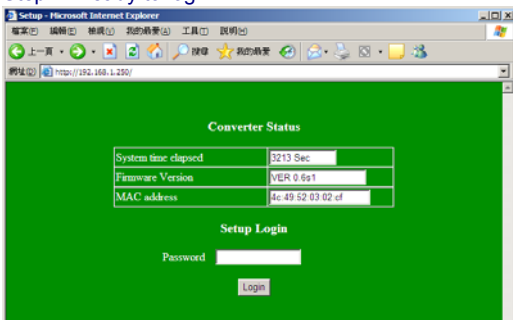 Setup - Microsoft Internet Explorer
檔案(F) 編輯(E) 檢視(V) 我的最愛(A) 工具(T) 說明(H)
上一頁 搜尋 我的最愛
網址(D) http://192.168.1.250/
Converter Status
System time elapsed 3213 Sec
Firmware Version VER 0.6s1
MAC address 4c:49:52:03:02:cf
Setup Login
Password
Login